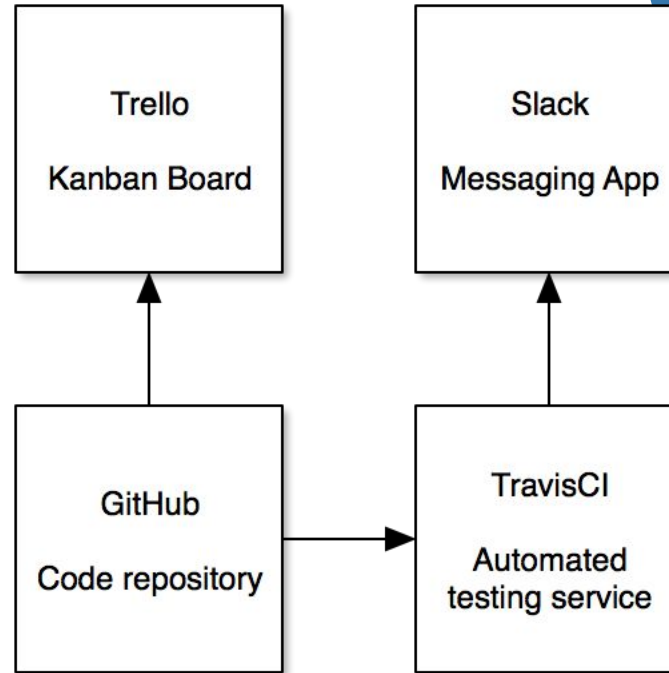 Trello
Kanban Board
Slack
Messaging App
GitHub
Code repository
TravisCI
Automated
testing service